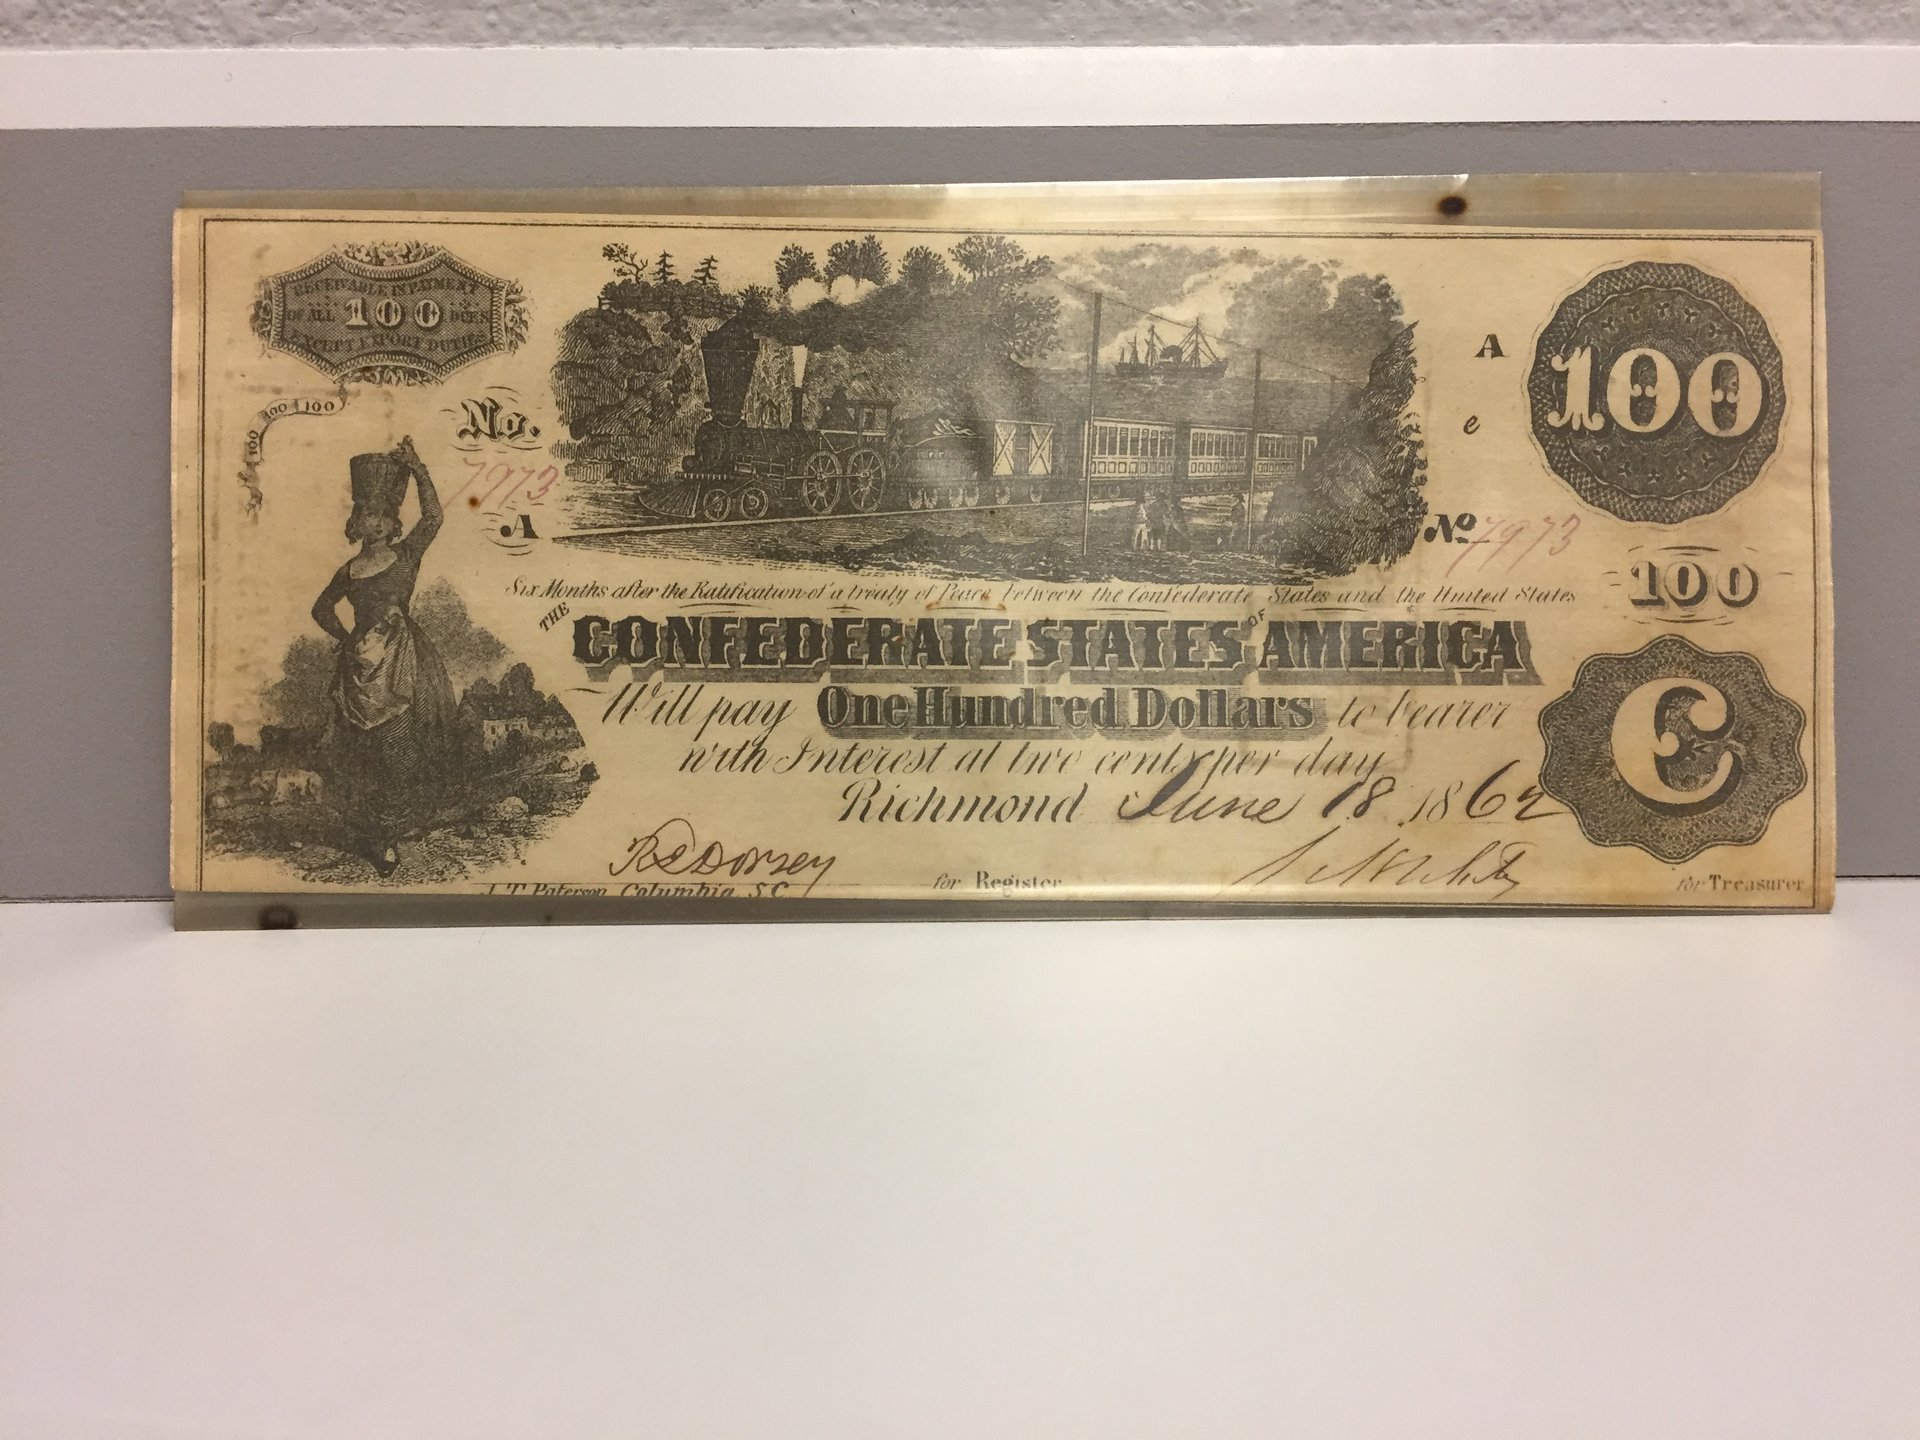 RECEIVABLE IN PAYMENT
OF ALL 100 DUES
EXCEPT EXPORT DUTIES
100 100
100
No.
7973
A
A
e
100
No 7973
100
Six Months after the Ratification of a treaty of Peace between the Confederate States and the United States
THE CONFEDERATE STATES OF AMERICA
Will pay One Hundred Dollars to bearer
with Interest at two cents per day
Richmond June 18 1862
C
R C Dorsey
for Register
for Treasurer
J. T. Paterson, Columbia, S.C.